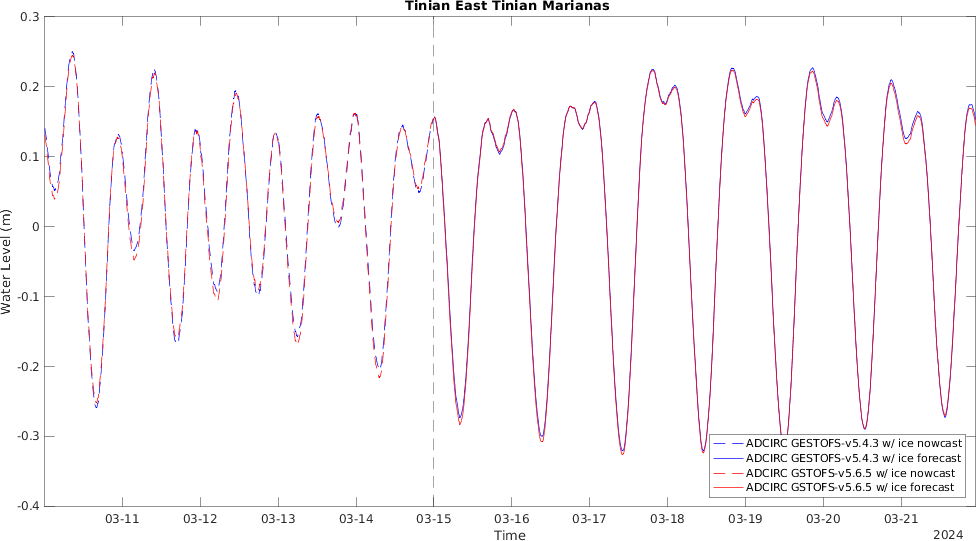 Tinian East Tinian Marianas
0.3
0.2
0.1
0
-0.1
-0.2
-0.3
-0.4
Water Level (m)
ADCIRC GESTOFS-v5.4.3 w/ ice nowcast
ADCIRC GESTOFS-v5.4.3 w/ ice forecast
ADCIRC GSTOFS-v5.6.5 w/ ice nowcast
ADCIRC GSTOFS-v5.6.5 w/ ice forecast
03-11 03-12 03-13 03-14 03-15 03-16 03-17 03-18 03-19 03-20 03-21
Time
2024